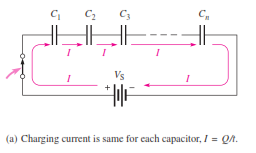 C₁ C₂ C₃ Cₙ
I I I
I Vₛ I
+ −
(a) Charging current is same for each capacitor, I = Q/t.